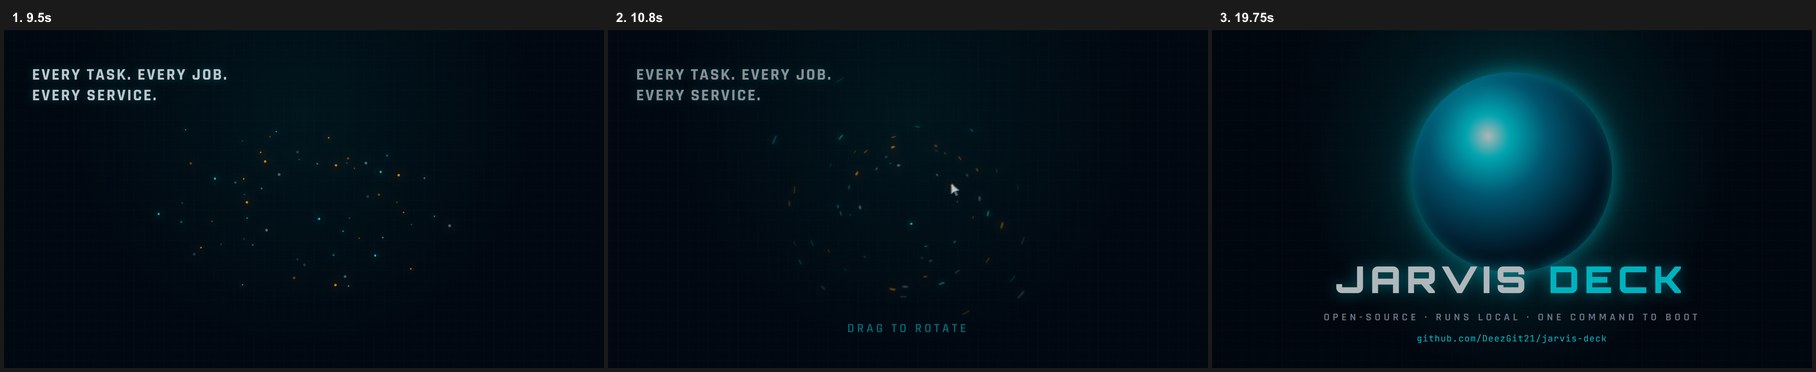 1. 9.5s
EVERY TASK. EVERY JOB.
EVERY SERVICE.
2. 10.8s
EVERY TASK. EVERY JOB.
EVERY SERVICE.
DRAG TO ROTATE
3. 19.75s
JARVIS DECK
OPEN-SOURCE · RUNS LOCAL · ONE COMMAND TO BOOT
github.com/DeezGit21/jarvis-deck